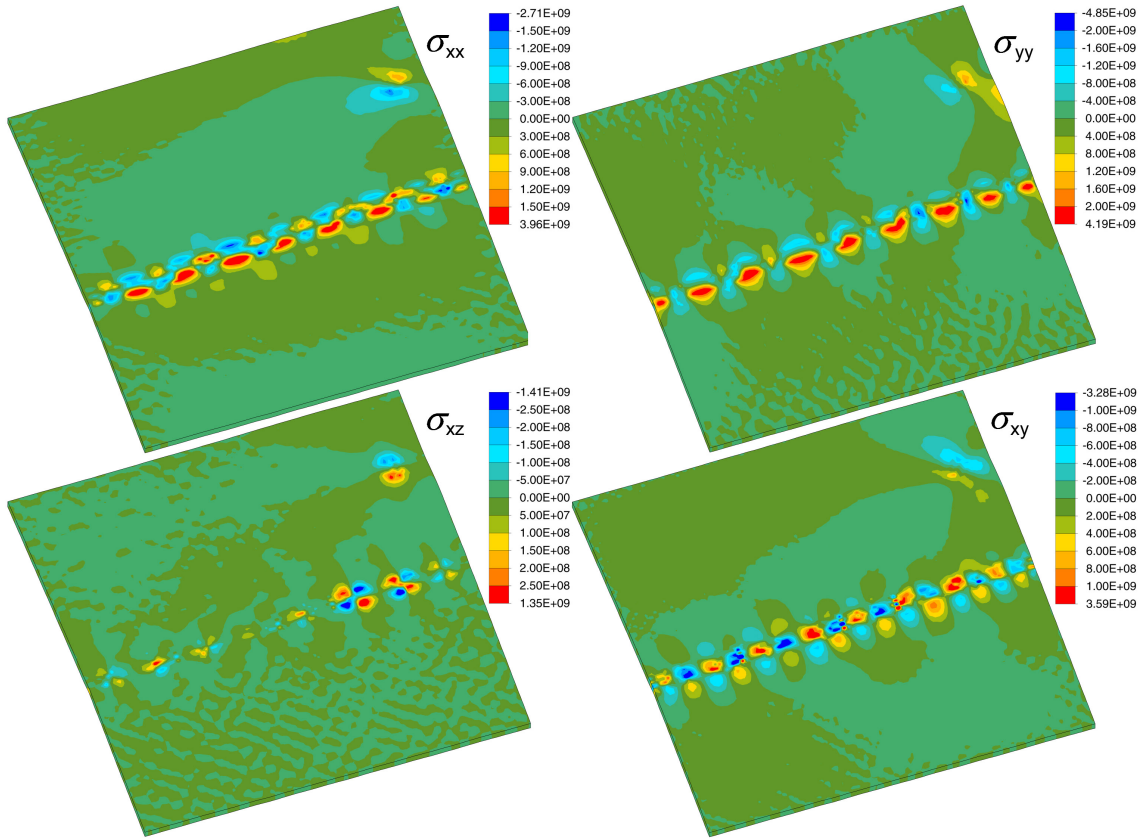 σxx
-2.71E+09
-1.50E+09
-1.20E+09
-9.00E+08
-6.00E+08
-3.00E+08
0.00E+00
3.00E+08
6.00E+08
9.00E+08
1.20E+09
1.50E+09
3.96E+09
σyy
-4.85E+09
-2.00E+09
-1.60E+09
-1.20E+09
-8.00E+08
-4.00E+08
0.00E+00
4.00E+08
8.00E+08
1.20E+09
1.60E+09
2.00E+09
4.19E+09
σxz
-1.41E+09
-2.50E+08
-2.00E+08
-1.50E+08
-1.00E+08
-5.00E+07
0.00E+00
5.00E+07
1.00E+08
1.50E+08
2.00E+08
2.50E+08
1.35E+09
σxy
-3.28E+09
-1.00E+09
-8.00E+08
-6.00E+08
-4.00E+08
-2.00E+08
0.00E+00
2.00E+08
4.00E+08
6.00E+08
8.00E+08
1.00E+09
3.59E+09